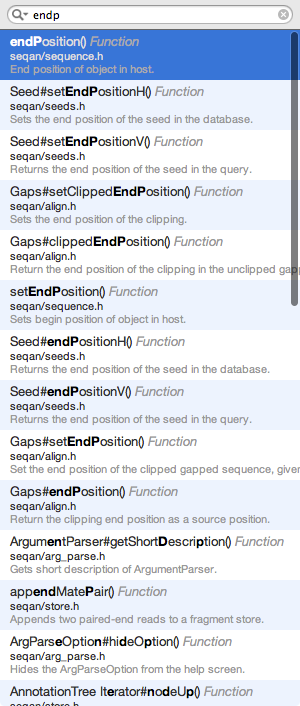 endp
endPosition() Function
seqan/sequence.h
End position of object in host.
Seed#setEndPositionH() Function
seqan/seeds.h
Sets the end position of the seed in the database.
Seed#setEndPositionV() Function
seqan/seeds.h
Returns the end position of the seed in the query.
Gaps#setClippedEndPosition() Function
seqan/align.h
Sets the end position of the clipping.
Gaps#clippedEndPosition() Function
seqan/align.h
Return the end position of the clipping in the unclipped gapp
setEndPosition() Function
seqan/sequence.h
Sets begin position of object in host.
Seed#endPositionH() Function
seqan/seeds.h
Returns the end position of the seed in the database.
Seed#endPositionV() Function
seqan/seeds.h
Returns the end position of the seed in the query.
Gaps#setEndPosition() Function
seqan/align.h
Set the end position of the clipped gapped sequence, given
Gaps#endPosition() Function
seqan/align.h
Return the clipping end position as a source position.
ArgumentParser#getShortDescription() Function
seqan/arg_parse.h
Gets short description of ArgumentParser.
appendMatePair() Function
seqan/store.h
Appends two paired-end reads to a fragment store.
ArgParseOption#hideOption() Function
seqan/arg_parse.h
Hides the ArgParseOption from the help screen.
AnnotationTree Iterator#nodeUp() Function
seqan/store.h